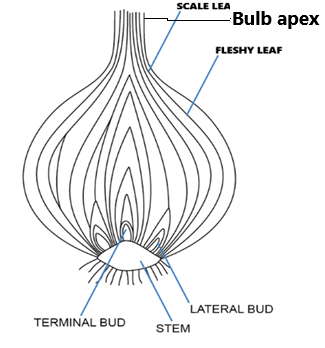 SCALE LEA
Bulb apex
FLESHY LEAF
LATERAL BUD
TERMINAL BUD
STEM